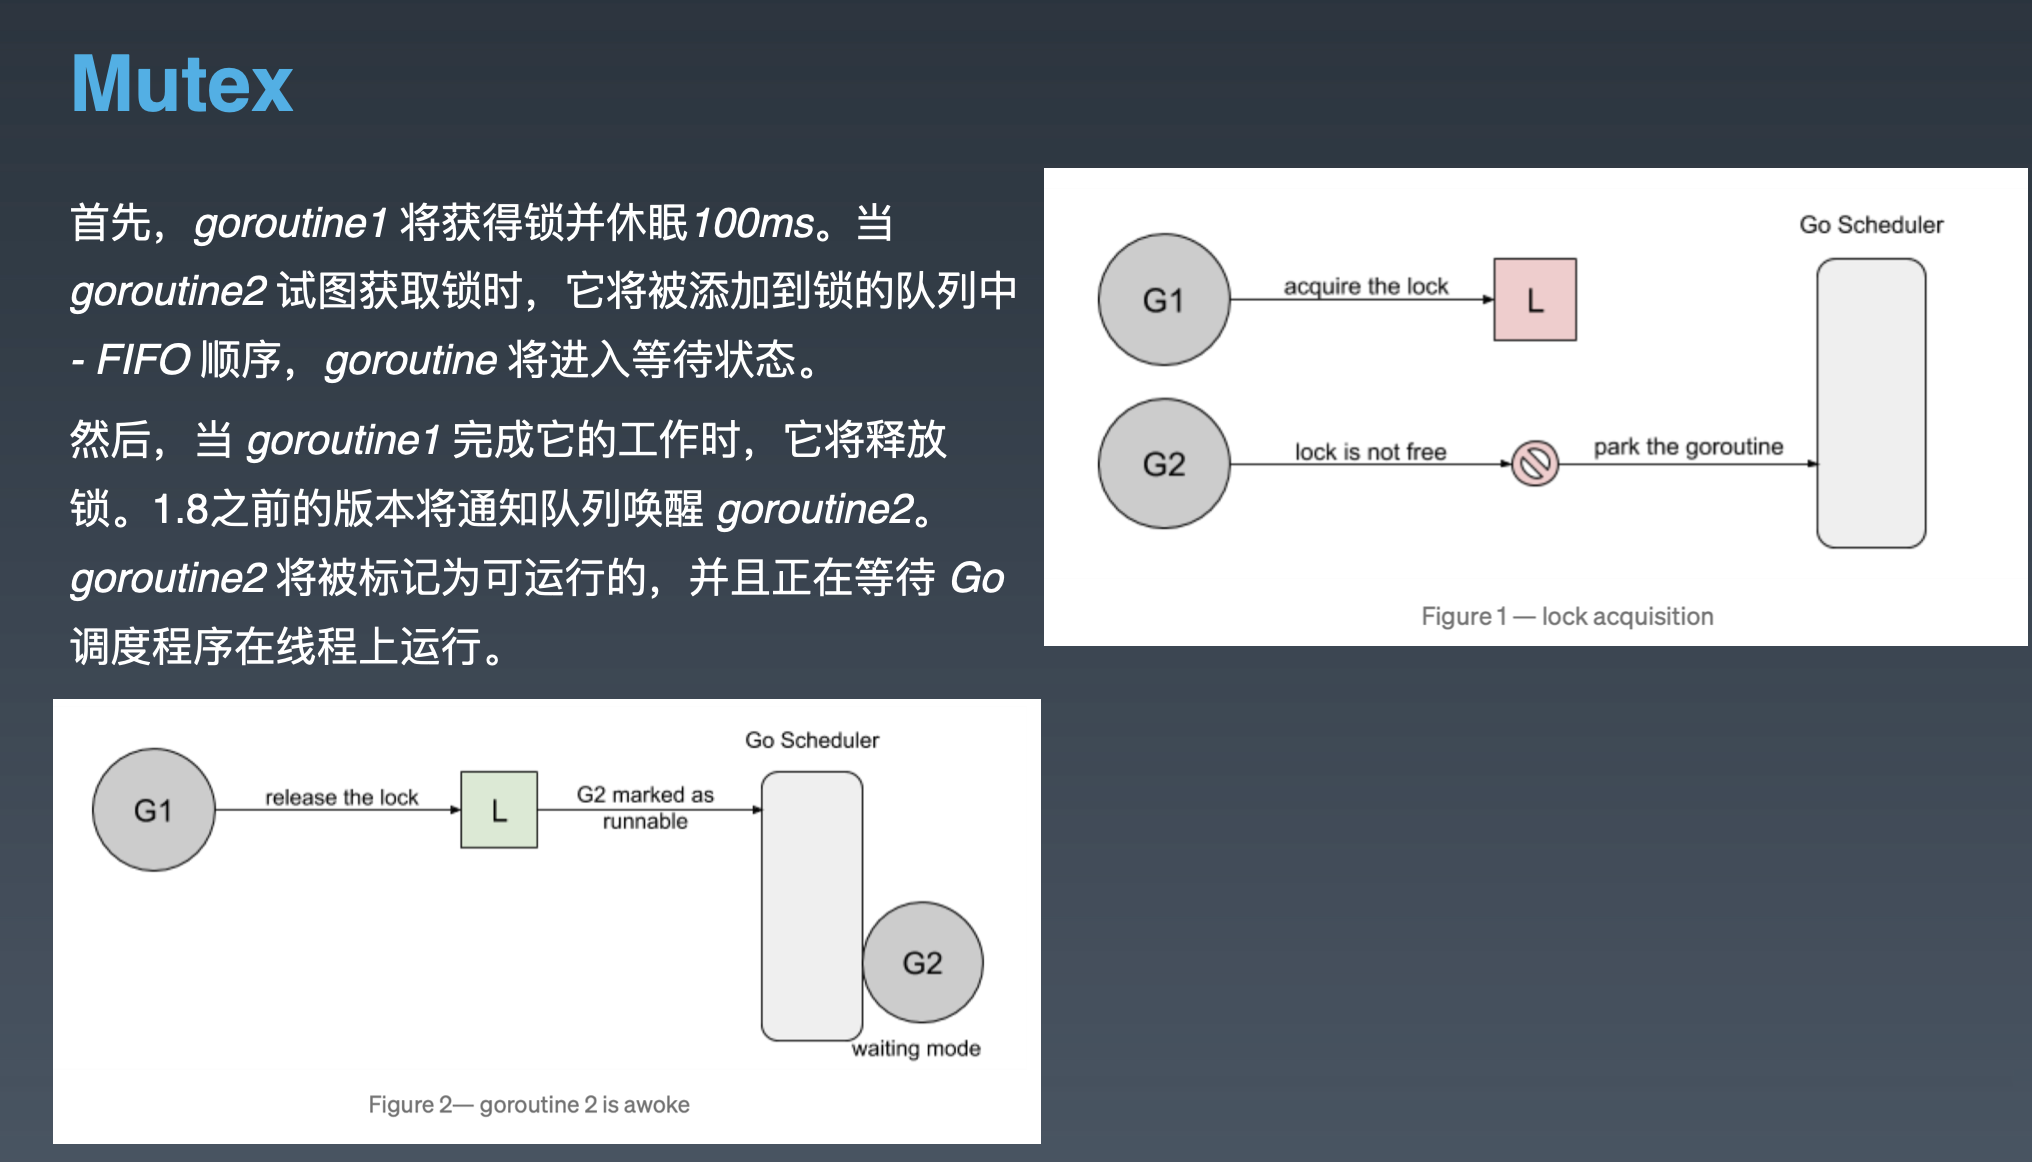 Mutex
首先，goroutine1 将获得锁并休眠100ms。当
goroutine2 试图获取锁时，它将被添加到锁的队列中
- FIFO 顺序，goroutine 将进入等待状态。
然后，当 goroutine1 完成它的工作时，它将释放
锁。1.8之前的版本将通知队列唤醒 goroutine2。
goroutine2 将被标记为可运行的，并且正在等待 Go
调度程序在线程上运行。
Go Scheduler
G1
acquire the lock
L
G2
lock is not free
park the goroutine
Figure 1 — lock acquisition
Go Scheduler
G1
release the lock
L
G2 marked as
runnable
G2
waiting mode
Figure 2— goroutine 2 is awoke